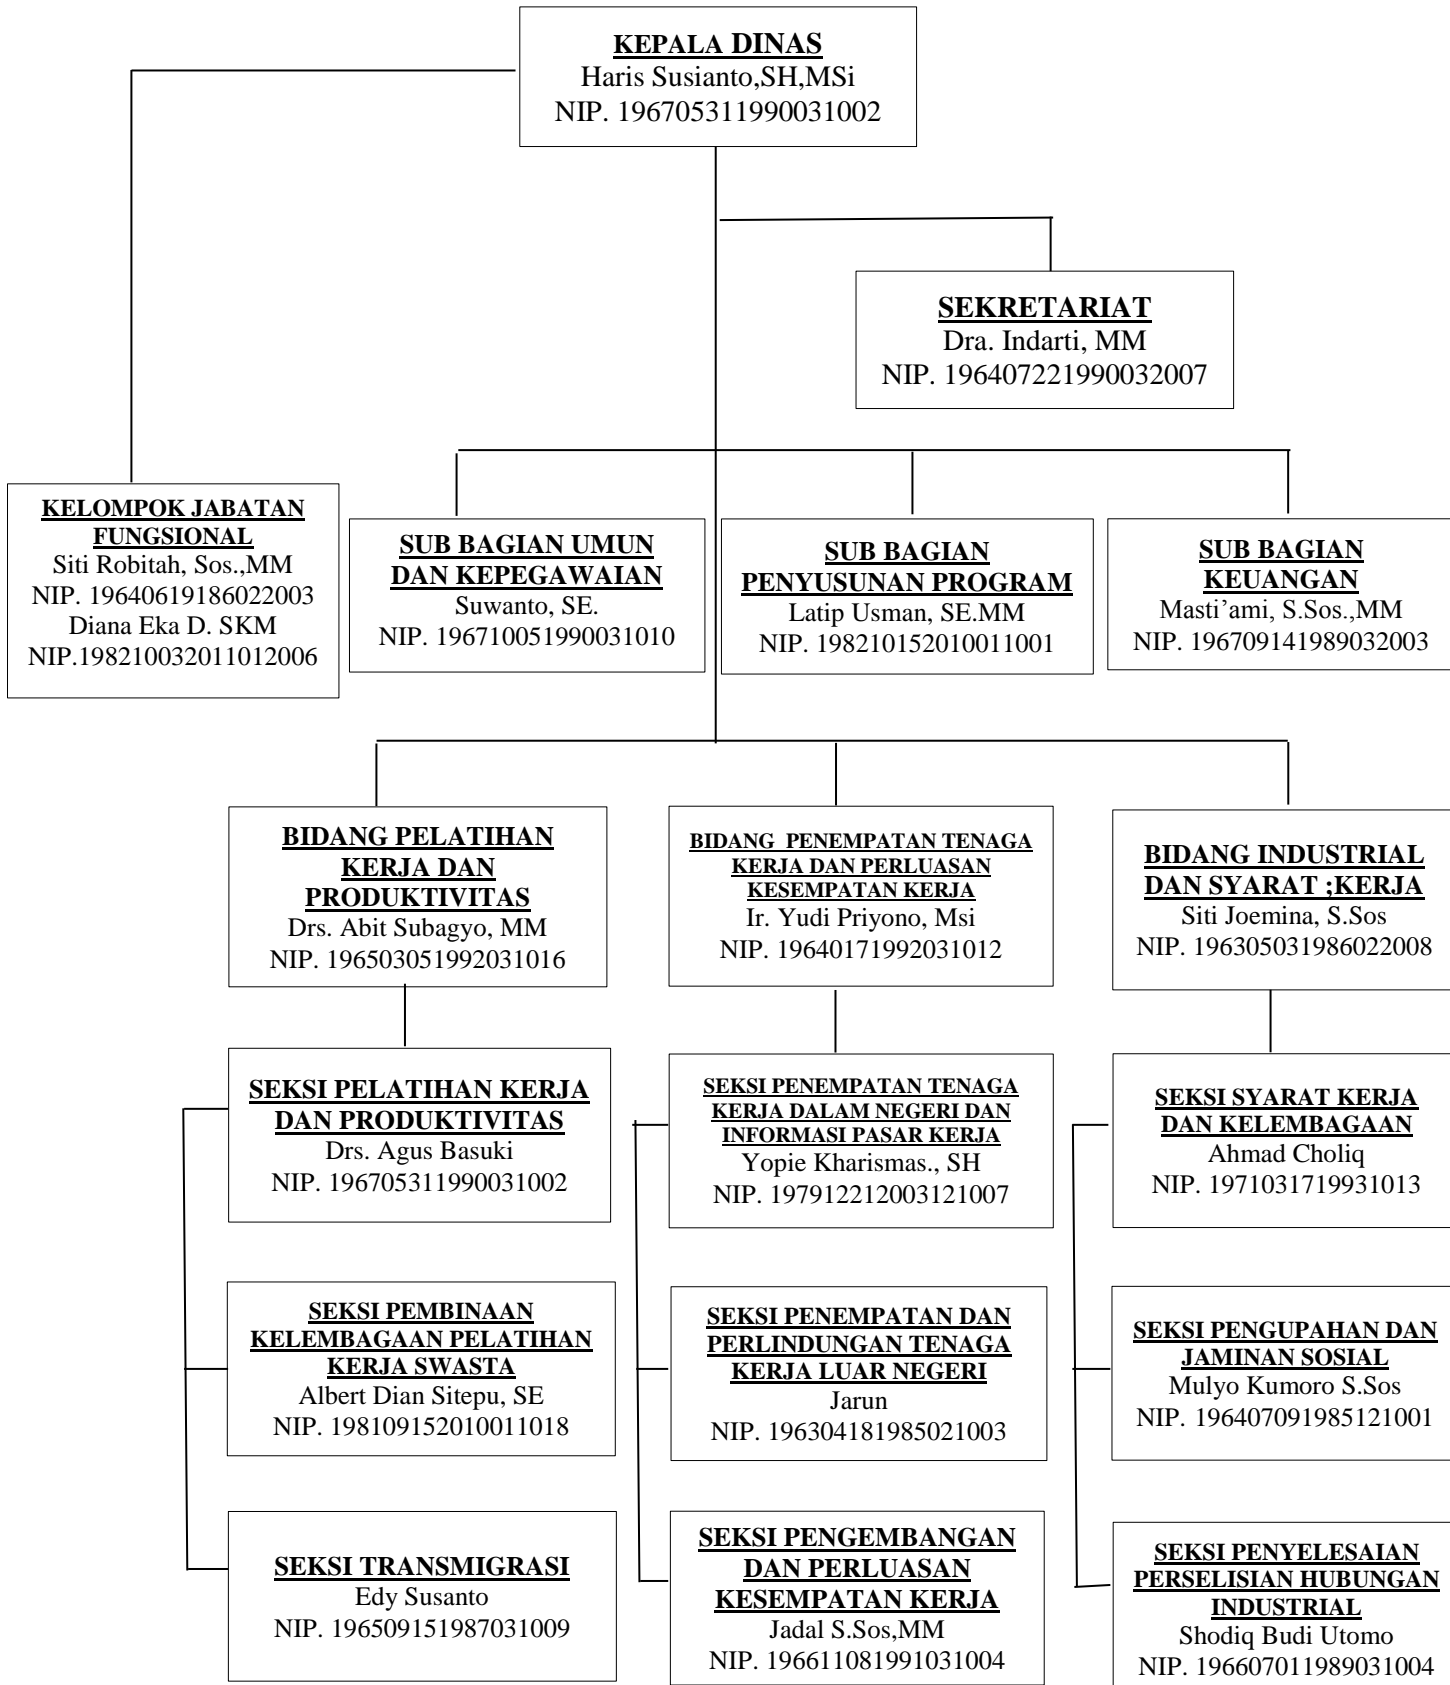 KEPALA DINAS
Haris Susianto,SH,MSi
NIP. 196705311990031002
SEKRETARIAT
Dra. Indarti, MM
NIP. 196407221990032007
KELOMPOK JABATAN
FUNGSIONAL
Siti Robitah, Sos.,MM
NIP. 19640619186022003
Diana Eka D. SKM
NIP.198210032011012006
SUB BAGIAN UMUN
DAN KEPEGAWAIAN
Suwanto, SE.
NIP. 196710051990031010
SUB BAGIAN
PENYUSUNAN PROGRAM
Latip Usman, SE.MM
NIP. 198210152010011001
SUB BAGIAN
KEUANGAN
Masti’ami, S.Sos.,MM
NIP. 196709141989032003
BIDANG PELATIHAN
KERJA DAN
PRODUKTIVITAS
Drs. Abit Subagyo, MM
NIP. 196503051992031016
BIDANG  PENEMPATAN TENAGA
KERJA DAN PERLUASAN
KESEMPATAN KERJA
Ir. Yudi Priyono, Msi
NIP. 19640171992031012
BIDANG INDUSTRIAL
DAN SYARAT ;KERJA
Siti Joemina, S.Sos
NIP. 196305031986022008
SEKSI PELATIHAN KERJA
DAN PRODUKTIVITAS
Drs. Agus Basuki
NIP. 196705311990031002
SEKSI PENEMPATAN TENAGA
KERJA DALAM NEGERI DAN
INFORMASI PASAR KERJA
Yopie Kharismas., SH
NIP. 197912212003121007
SEKSI SYARAT KERJA
DAN KELEMBAGAAN
Ahmad Choliq
NIP. 1971031719931013
SEKSI PEMBINAAN
KELEMBAGAAN PELATIHAN
KERJA SWASTA
Albert Dian Sitepu, SE
NIP. 198109152010011018
SEKSI PENEMPATAN DAN
PERLINDUNGAN TENAGA
KERJA LUAR NEGERI
Jarun
NIP. 196304181985021003
SEKSI PENGUPAHAN DAN
JAMINAN SOSIAL
Mulyo Kumoro S.Sos
NIP. 196407091985121001
SEKSI TRANSMIGRASI
Edy Susanto
NIP. 196509151987031009
SEKSI PENGEMBANGAN
DAN PERLUASAN
KESEMPATAN KERJA
Jadal S.Sos,MM
NIP. 196611081991031004
SEKSI PENYELESAIAN
PERSELISIAN HUBUNGAN
INDUSTRIAL
Shodiq Budi Utomo
NIP. 196607011989031004